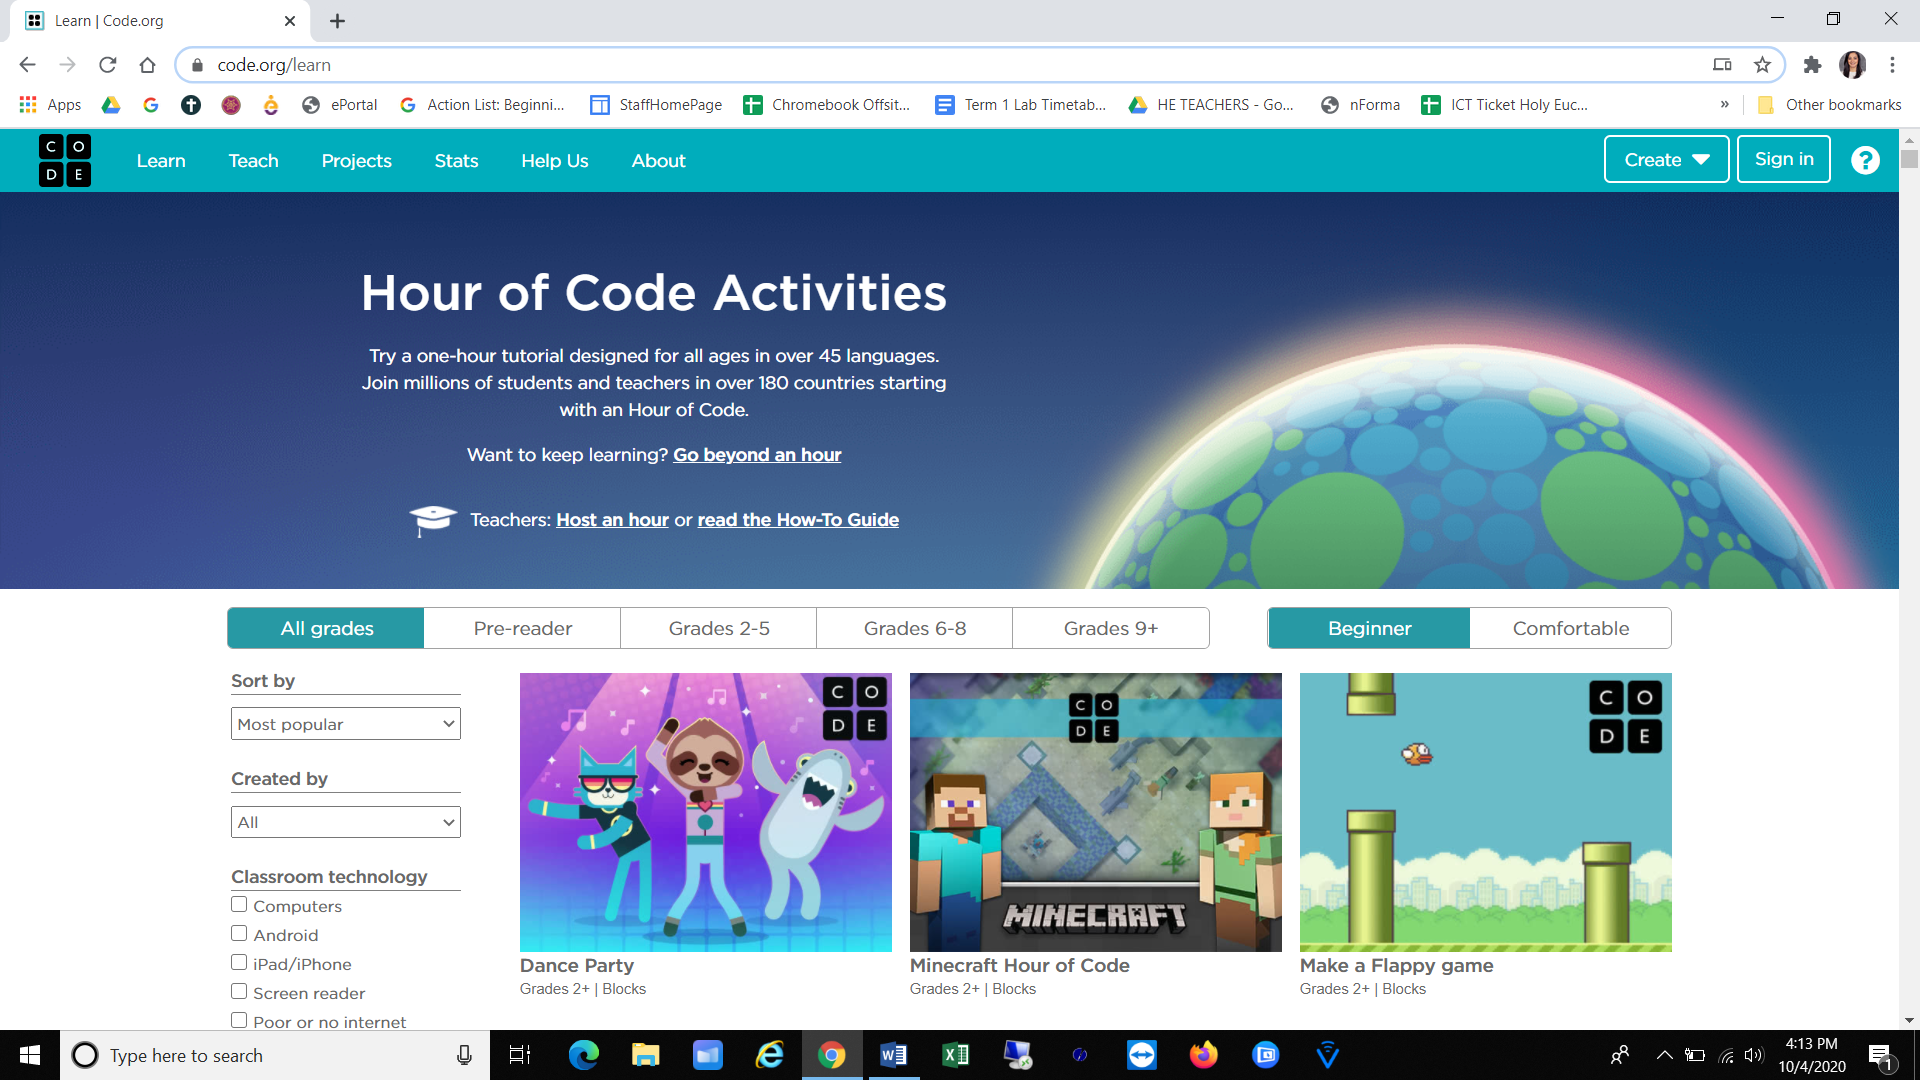 Learn | Code.org
code.org/learn
Apps
ePortal
Action List: Beginni...
StaffHomePage
Chromebook Offsit...
Term 1 Lab Timetab...
HE TEACHERS - Go...
nForma
ICT Ticket Holy Euc...
»
Other bookmarks
C O
D E
Learn
Teach
Projects
Stats
Help Us
About
Create
Sign in
?
Hour of Code Activities
Try a one-hour tutorial designed for all ages in over 45 languages.
Join millions of students and teachers in over 180 countries starting
with an Hour of Code.
Want to keep learning? Go beyond an hour
Teachers: Host an hour or read the How-To Guide
All grades
Pre-reader
Grades 2-5
Grades 6-8
Grades 9+
Beginner
Comfortable
Sort by
Most popular
Created by
All
Classroom technology
Computers
Android
iPad/iPhone
Screen reader
Poor or no internet
C O
D E
Dance Party
Grades 2+ | Blocks
C O
D E
MINECRAFT
Minecraft Hour of Code
Grades 2+ | Blocks
C O
D E
Make a Flappy game
Grades 2+ | Blocks
Type here to search
4:13 PM
10/4/2020
1